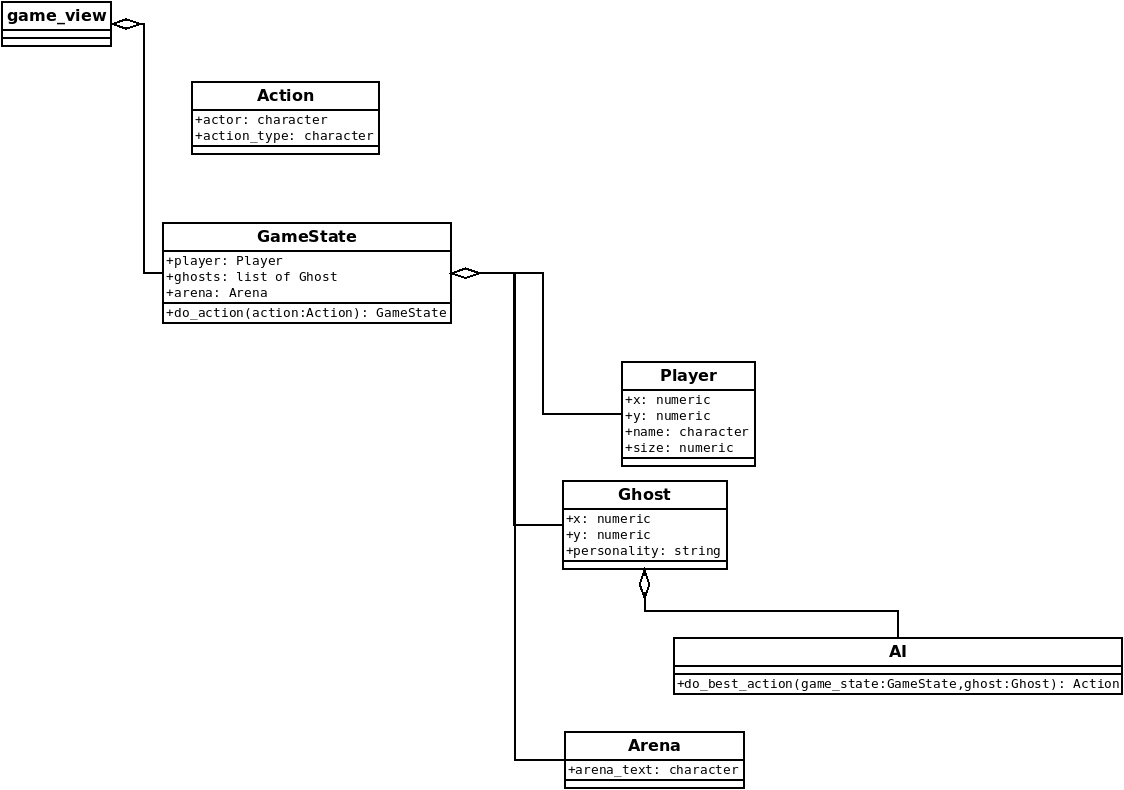 game_view
Action
+actor: character
+action_type: character
GameState
+player: Player
+ghosts: list of Ghost
+arena: Arena
+do_action(action:Action): GameState
Player
+x: numeric
+y: numeric
+name: character
+size: numeric
Ghost
+x: numeric
+y: numeric
+personality: string
AI
+do_best_action(game_state:GameState,ghost:Ghost): Action
Arena
+arena_text: character